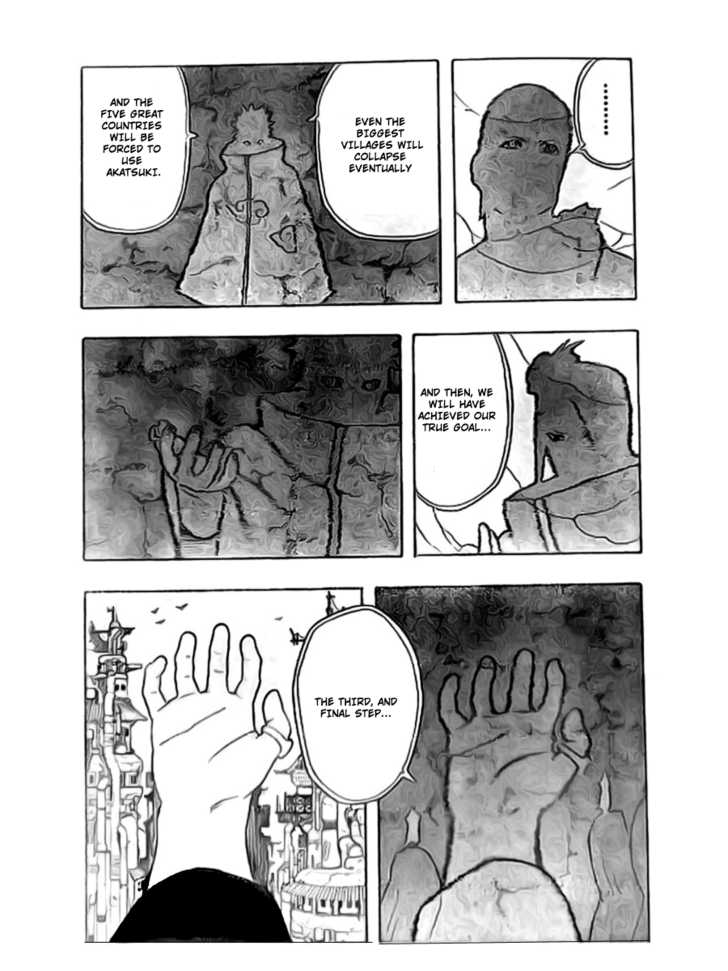 ........
EVEN THE
BIGGEST
VILLAGES WILL
COLLAPSE
EVENTUALLY
AND THE
FIVE GREAT
COUNTRIES
WILL BE
FORCED TO
USE
AKATSUKI.
AND THEN, WE
WILL HAVE
ACHIEVED OUR
TRUE GOAL...
THE THIRD, AND
FINAL STEP...